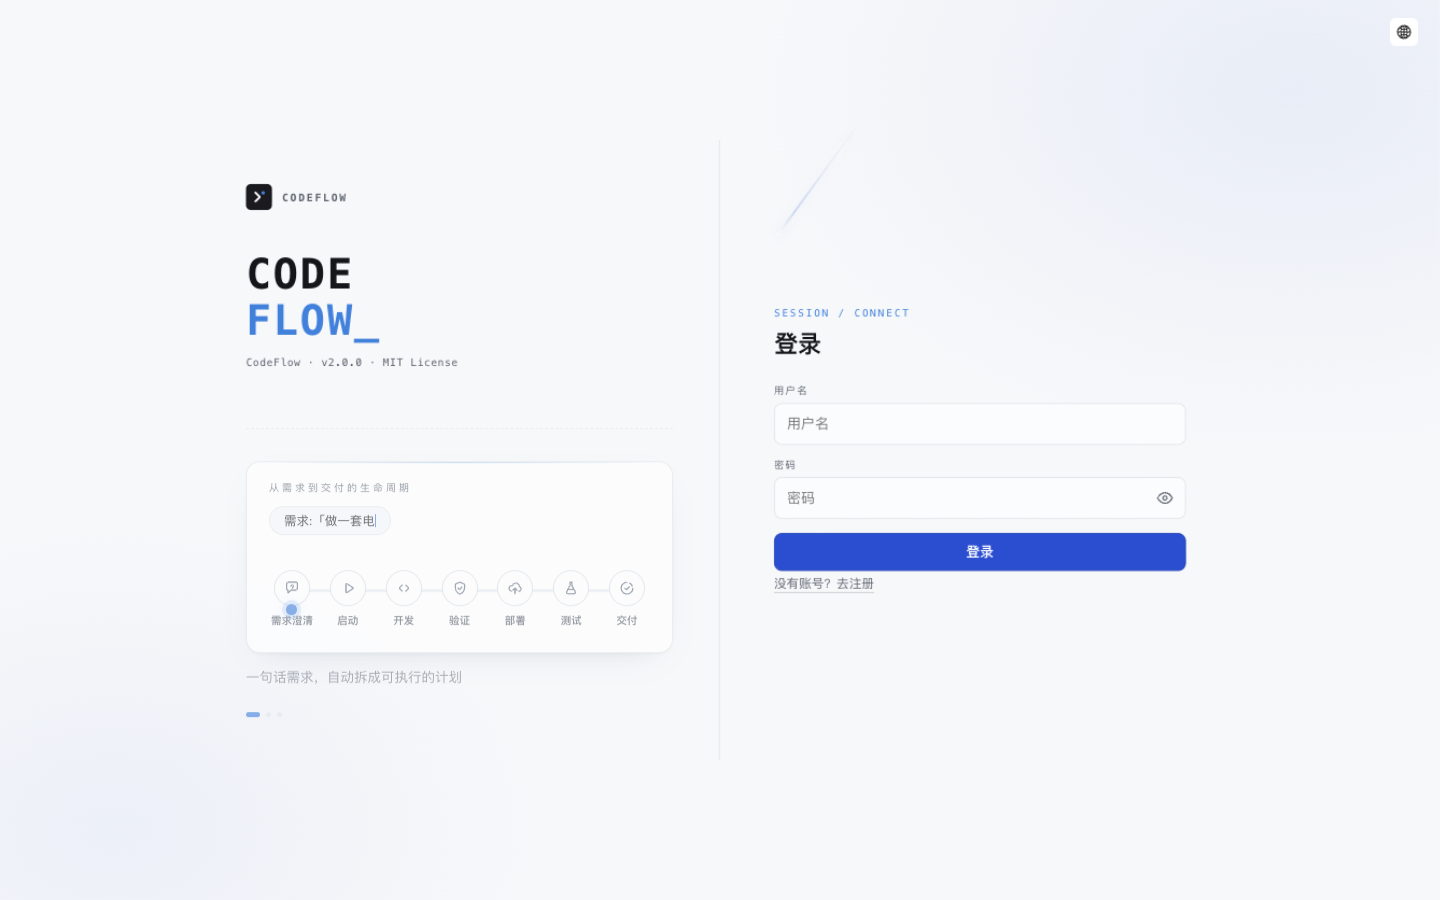 CODEFLOW
CODE
FLOW_
CodeFlow · v2.0.0 · MIT License
从需求到交付的生命周期
需求:「做一套电
需求澄清 启动 开发 验证 部署 测试 交付
一句话需求，自动拆成可执行的计划
SESSION / CONNECT
登录
用户名
用户名
密码
密码
登录
没有账号？去注册